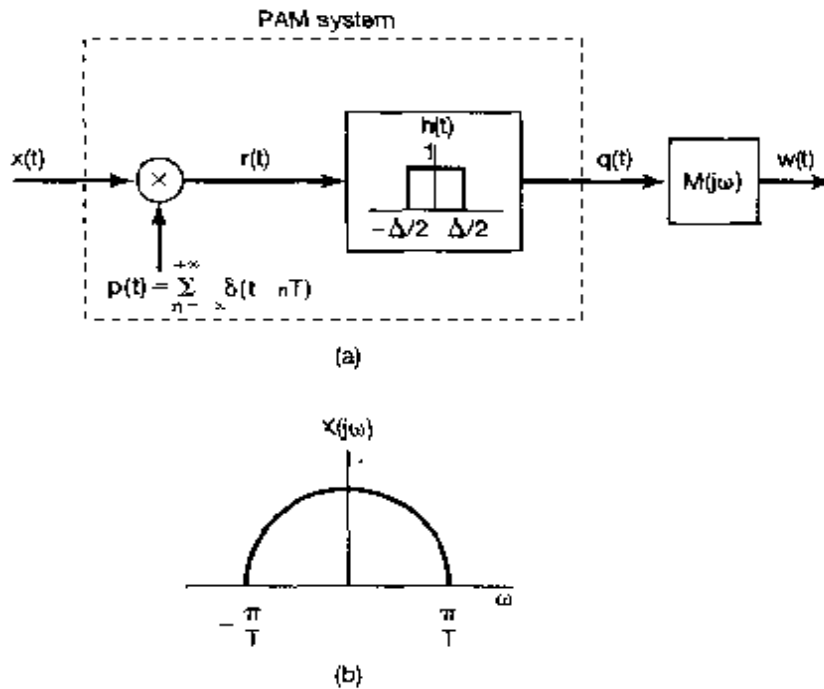 PAM system
x(t)
×
r(t)
h(t)
1
−Δ/2 Δ/2
q(t)
M(jω)
w(t)
+∞
p(t) = Σ δ(t nT)
n =
(a)
X(jω)
ω
− π/T
π/T
(b)